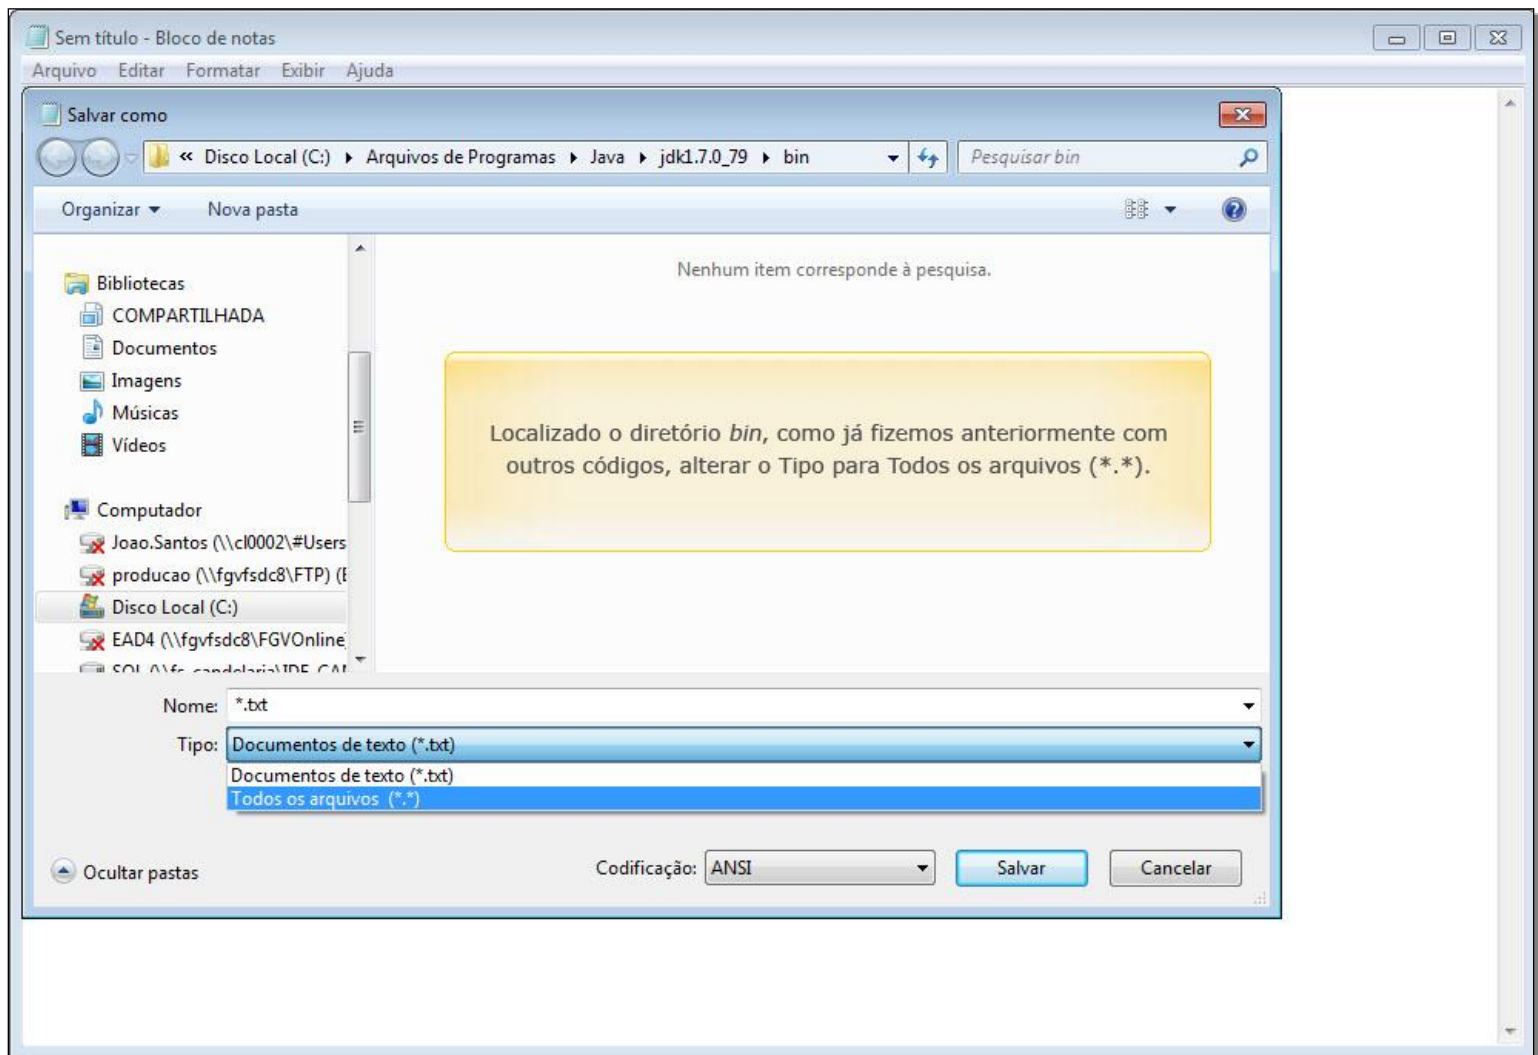 Sem título - Bloco de notas
Arquivo Editar Formatar Exibir Ajuda
Salvar como
« Disco Local (C:) ▸ Arquivos de Programas ▸ Java ▸ jdk1.7.0_79 ▸ bin
Pesquisar bin
Organizar Nova pasta
Nenhum item corresponde à pesquisa.
Bibliotecas
COMPARTILHADA
Documentos
Imagens
Músicas
Vídeos
Localizado o diretório bin, como já fizemos anteriormente com
outros códigos, alterar o Tipo para Todos os arquivos (*.*).
Computador
Joao.Santos (\\cl0002\#Users
producao (\\fgvfsdc8\FTP) (
Disco Local (C:)
EAD4 (\\fgvfsdc8\FGVOnline
Nome: *.txt
Tipo: Documentos de texto (*.txt)
Documentos de texto (*.txt)
Todos os arquivos (*.*)
Ocultar pastas
Codificação: ANSI
Salvar
Cancelar